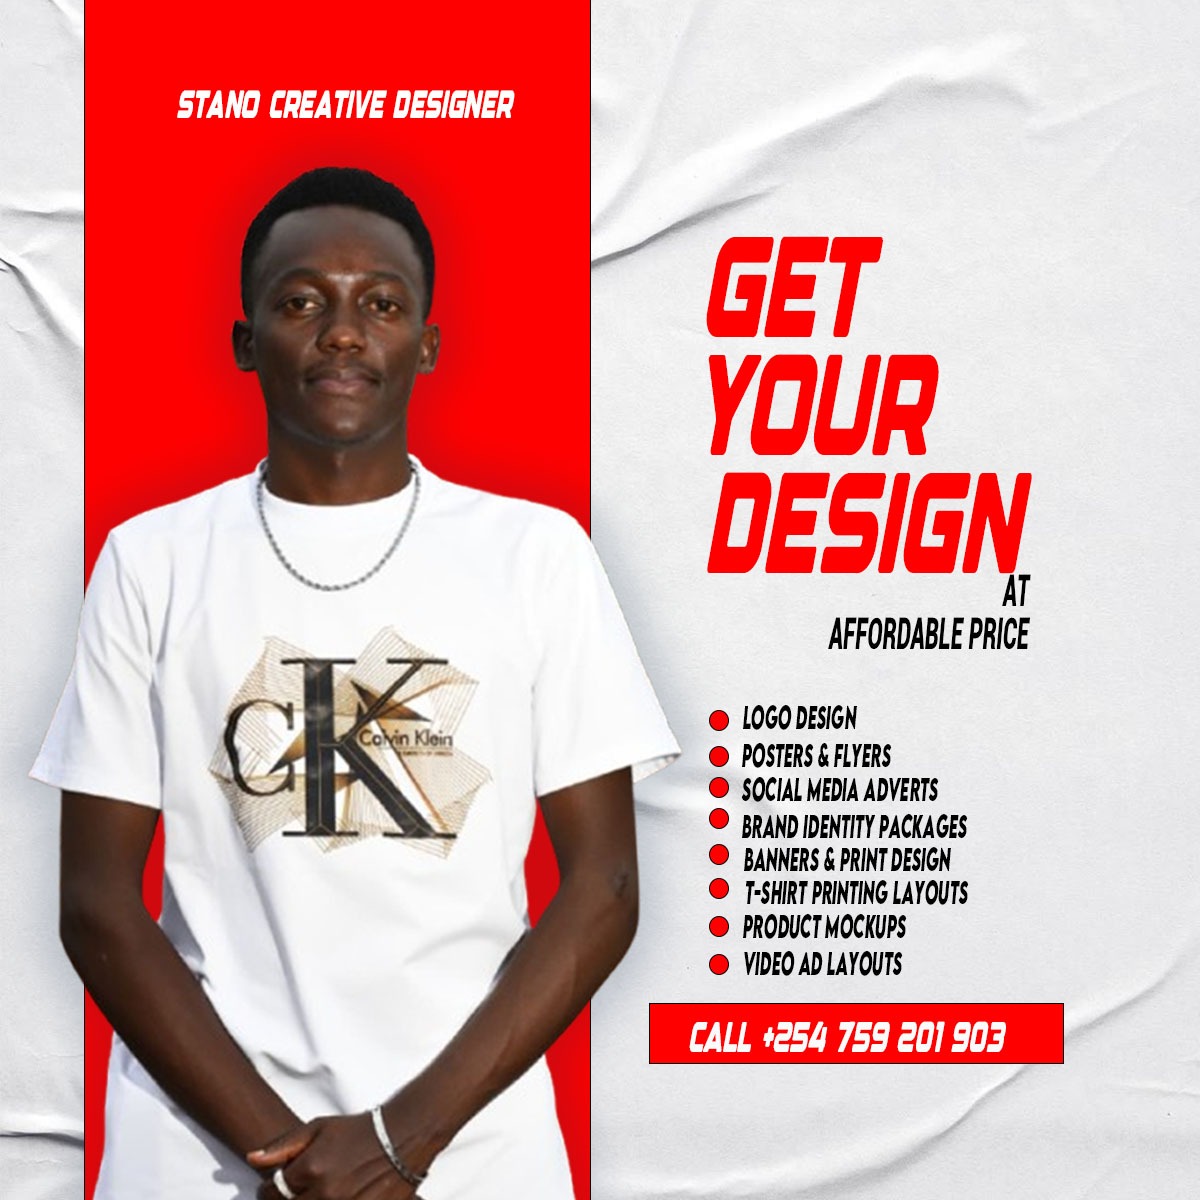 STANO CREATIVE DESIGNER
GET
YOUR
DESIGN
AT
AFFORDABLE PRICE
LOGO DESIGN
POSTERS & FLYERS
SOCIAL MEDIA ADVERTS
BRAND IDENTITY PACKAGES
BANNERS & PRINT DESIGN
T-SHIRT PRINTING LAYOUTS
PRODUCT MOCKUPS
VIDEO AD LAYOUTS
CALL +254 759 201 903
CK
Calvin Klein